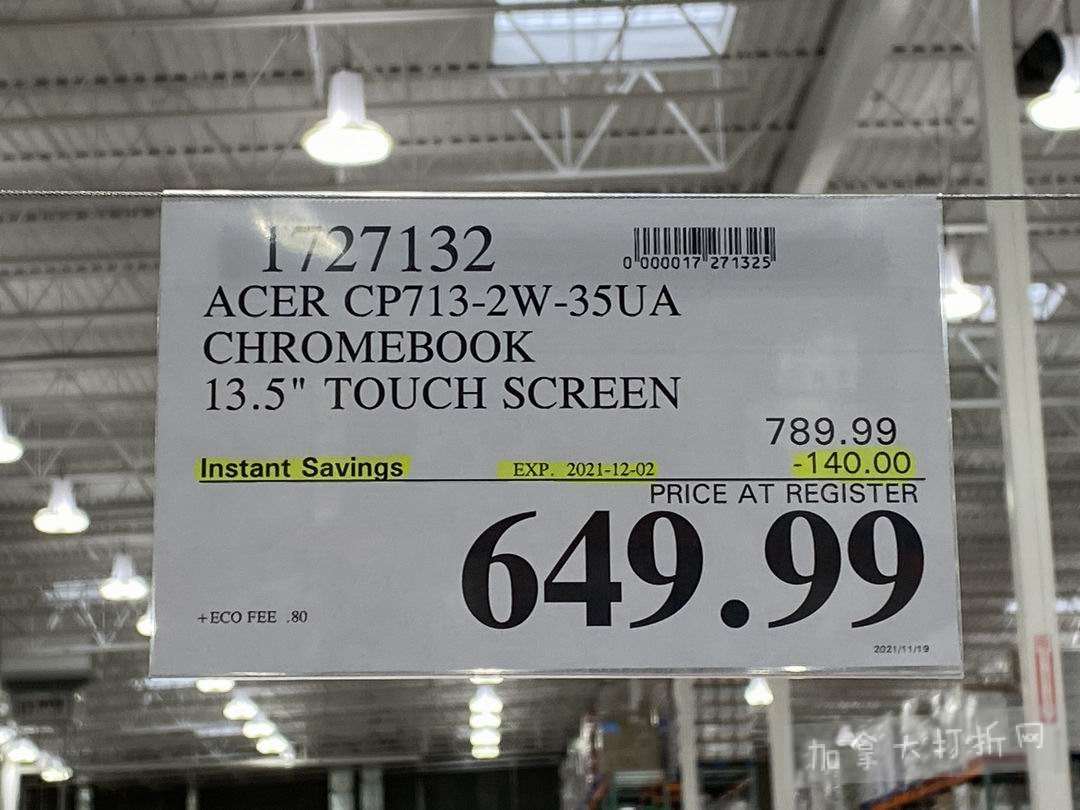 1727132
0 000017 271325
ACER CP713-2W-35UA
CHROMEBOOK
13.5" TOUCH SCREEN
789.99
Instant Savings EXP. 2021-12-02 -140.00
PRICE AT REGISTER
649.99
+ECO FEE .80
2021/11/19
加拿大打折网